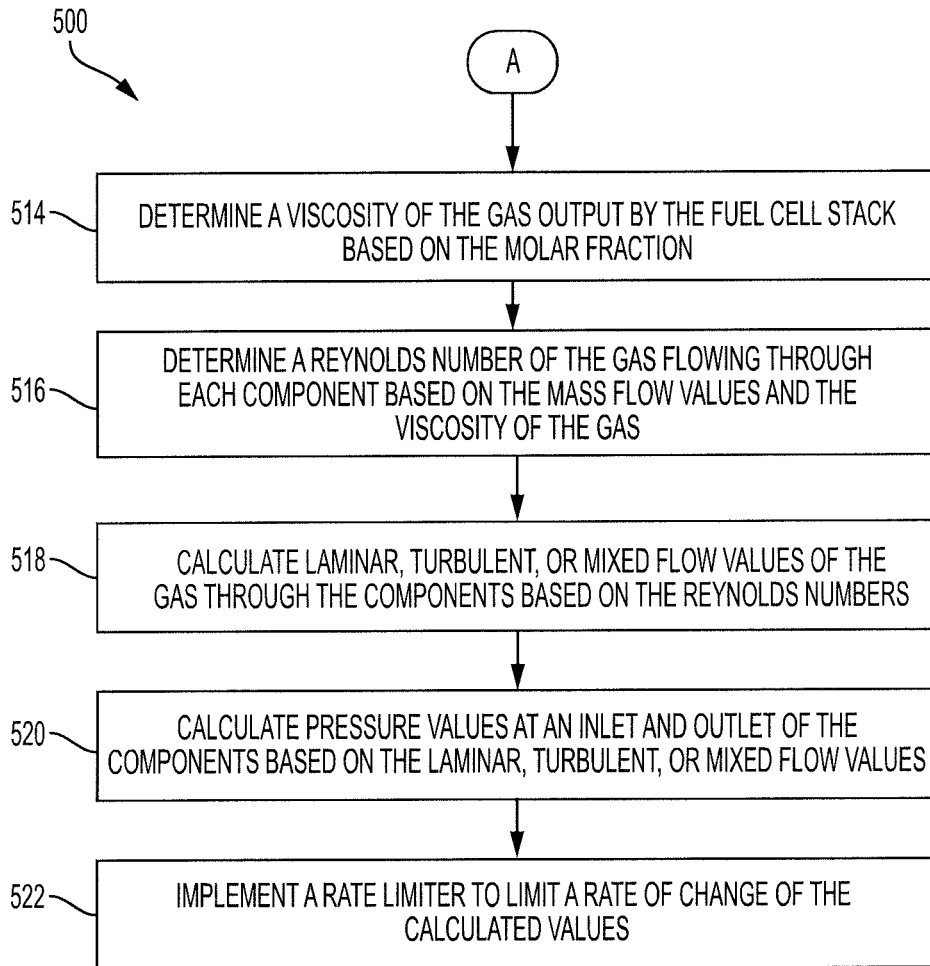 500
A
514
DETERMINE A VISCOSITY OF THE GAS OUTPUT BY THE FUEL CELL STACK
BASED ON THE MOLAR FRACTION
516
DETERMINE A REYNOLDS NUMBER OF THE GAS FLOWING THROUGH
EACH COMPONENT BASED ON THE MASS FLOW VALUES AND THE
VISCOSITY OF THE GAS
518
CALCULATE LAMINAR, TURBULENT, OR MIXED FLOW VALUES OF THE
GAS THROUGH THE COMPONENTS BASED ON THE REYNOLDS NUMBERS
520
CALCULATE PRESSURE VALUES AT AN INLET AND OUTLET OF THE
COMPONENTS BASED ON THE LAMINAR, TURBULENT, OR MIXED FLOW VALUES
522
IMPLEMENT A RATE LIMITER TO LIMIT A RATE OF CHANGE OF THE
CALCULATED VALUES